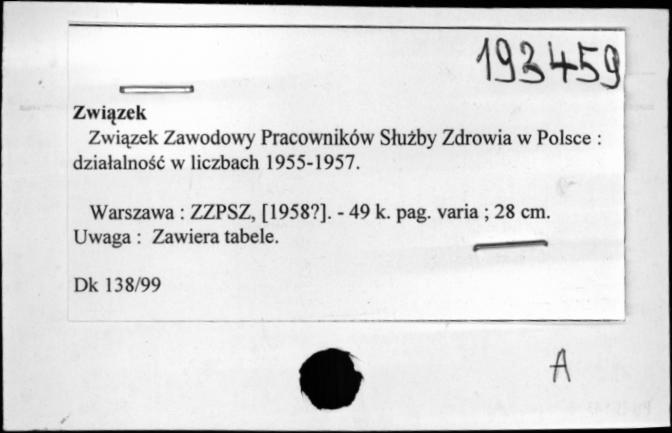 193459
Związek
Związek Zawodowy Pracowników Służby Zdrowia w Polsce :
działalność w liczbach 1955-1957.
Warszawa : ZZPSZ, [1958?]. - 49 k. pag. varia ; 28 cm.
Uwaga : Zawiera tabele.
Dk 138/99
A